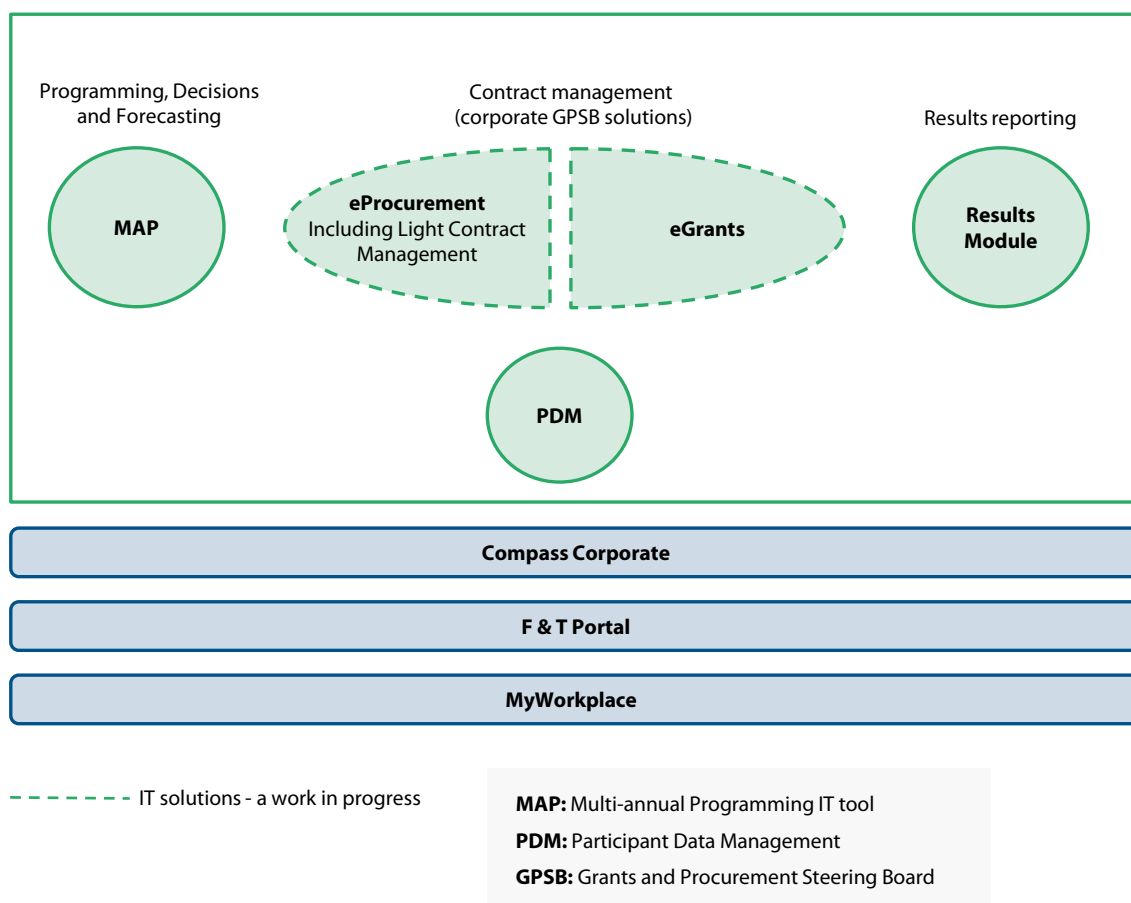 Programming, Decisions
and Forecasting
Contract management
(corporate GPSB solutions)
Results reporting
MAP
eProcurement
Including Light Contract
Management
eGrants
Results
Module
PDM
Compass Corporate
F & T Portal
MyWorkplace
IT solutions - a work in progress
MAP: Multi-annual Programming IT tool
PDM: Participant Data Management
GPSB: Grants and Procurement Steering Board